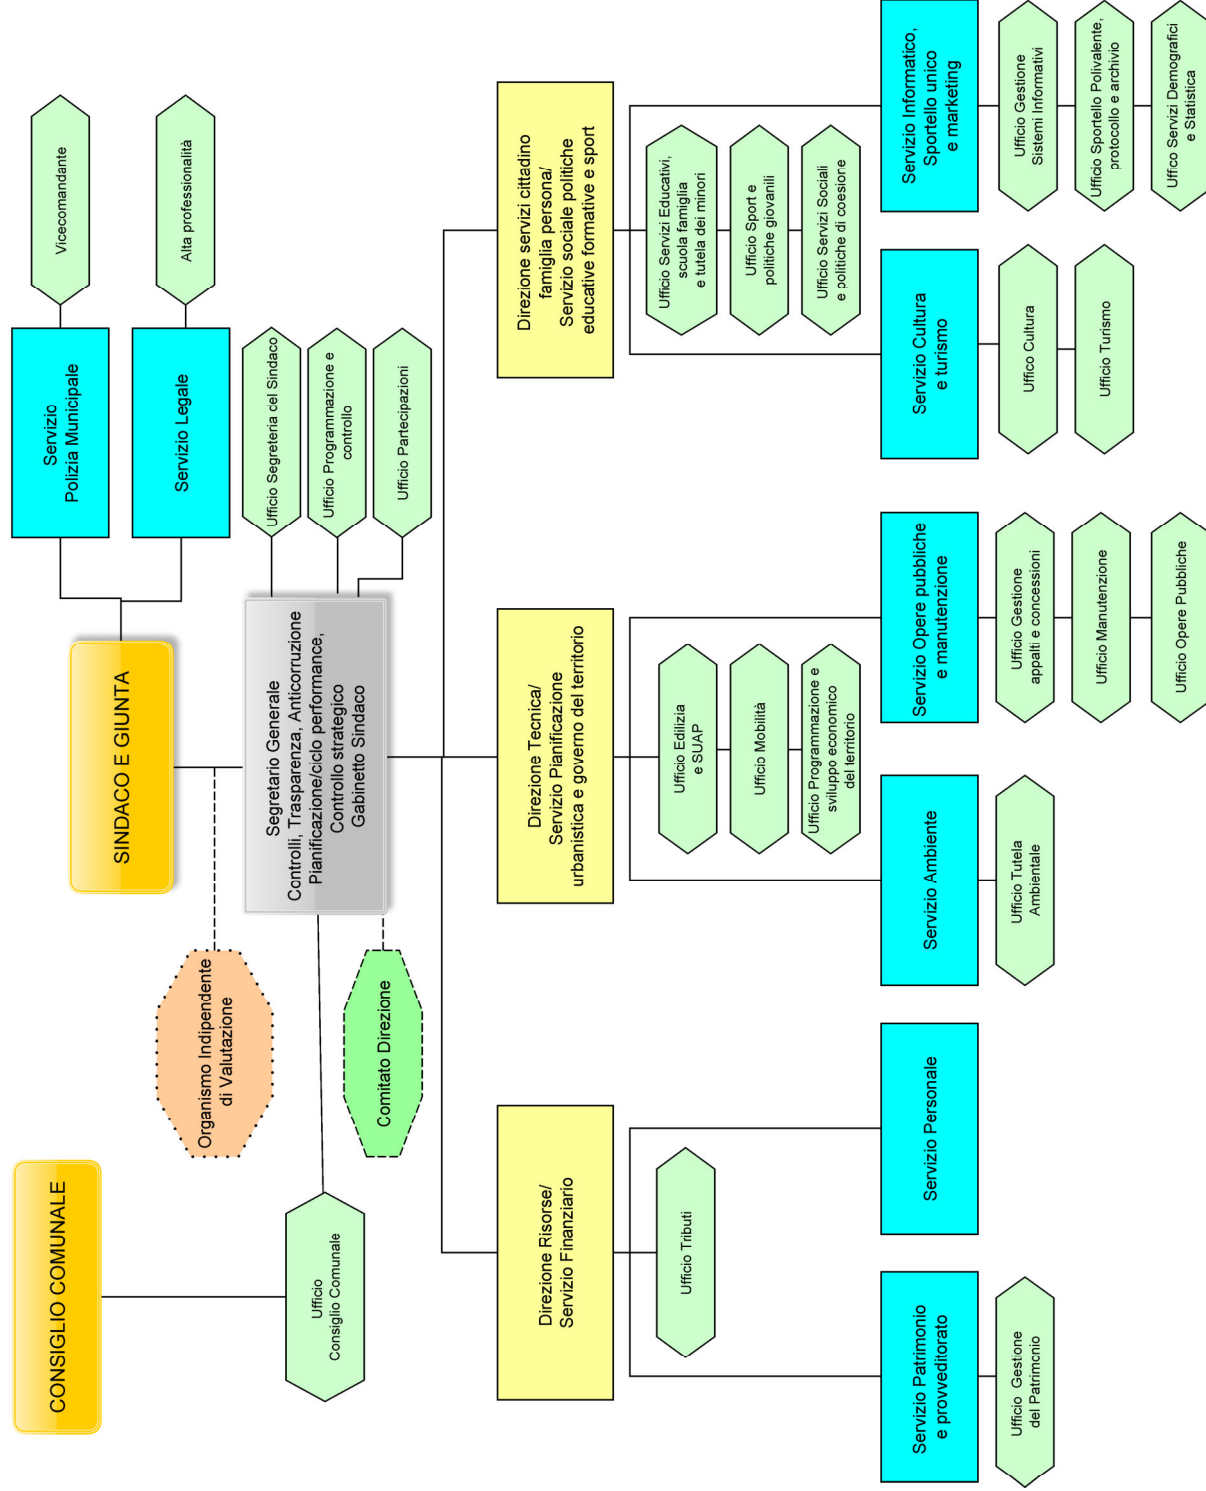 CONSIGLIO COMUNALE
SINDACO E GIUNTA
Servizio
Polizia Municipale
Vicecomandante
Servizio Legale
Alta professionalità
Organismo Indipendente
di Valutazione
Segretario Generale
Controlli, Trasparenza, Anticorruzione
Pianificazione/ciclo performance,
Controllo strategico
Gabinetto Sindaco
Ufficio Segreteria cel Sindaco
Ufficio Programmazione e
controllo
Ufficio Partecipazioni
Ufficio
Consiglio Comunale
Comitato Direzione
Direzione Risorse/
Servizio Finanziario
Ufficio Tributi
Servizio Patrimonio
e provveditorato
Ufficio Gestione
del Patrimonio
Servizio Personale
Direzione Tecnica/
Servizio Pianificazione
urbanistica e governo del territorio
Ufficio Edilizia
e SUAP
Ufficio Mobilità
Ufficio Programmazione e
sviluppo economico
del territorio
Servizio Ambiente
Ufficio Tutela
Ambientale
Servizio Opere pubbliche
e manutenzione
Ufficio Gestione
appalti e concessioni
Ufficio Manutenzione
Ufficio Opere Pubbliche
Direzione servizi cittadino
famiglia persona/
Servizio sociale politiche
educative formative e sport
Ufficio Servizi Educativi,
scuola famiglia
e tutela dei minori
Ufficio Sport e
politiche giovanili
Ufficio Servizi Sociali
e politiche di coesione
Servizio Cultura
e turismo
Uffico Cultura
Ufficio Turismo
Servizio Informatico,
Sportello unico
e marketing
Ufficio Gestione
Sistemi Informativi
Ufficio Sportello Polivalente,
protocollo e archivio
Uffico Servizi Demografici
e Statistica